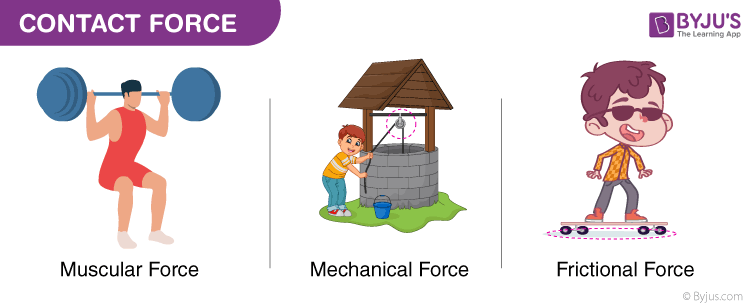 CONTACT FORCE
BYJU'S
The Learning App
Muscular Force
Mechanical Force
Frictional Force
© Byjus.com